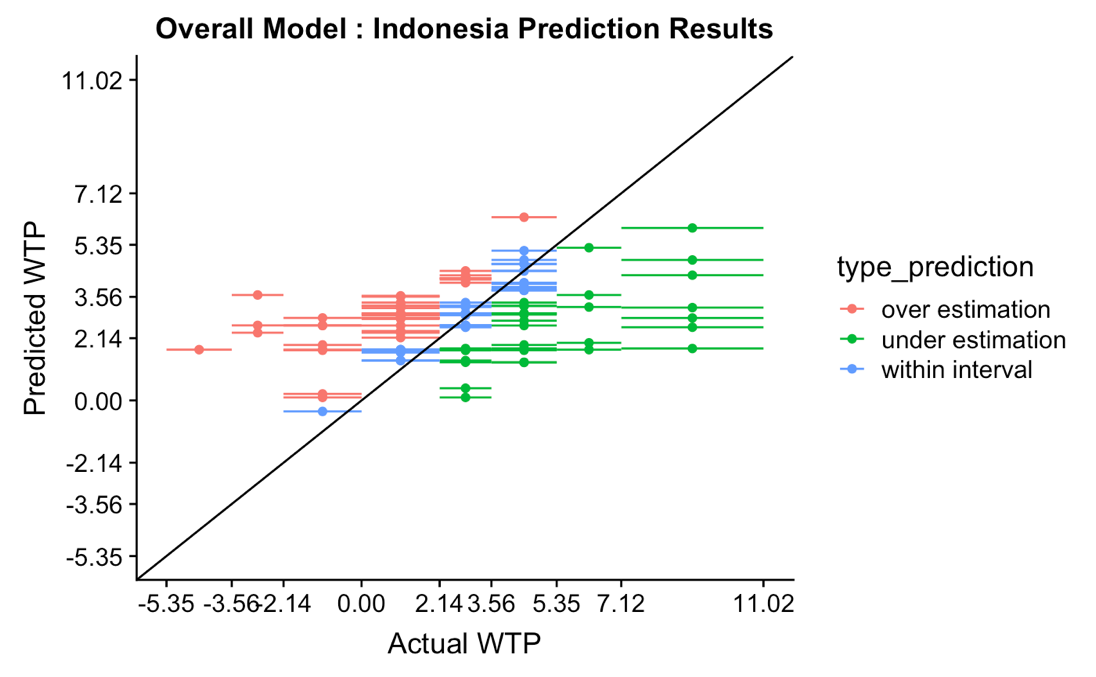 Overall Model : Indonesia Prediction Results
Predicted WTP
11.02
7.12
5.35
3.56
2.14
0.00
-2.14
-3.56
-5.35
-5.35 -3.56 -2.14 0.00 2.14 3.56 5.35 7.12 11.02
Actual WTP
type_prediction
over estimation
under estimation
within interval